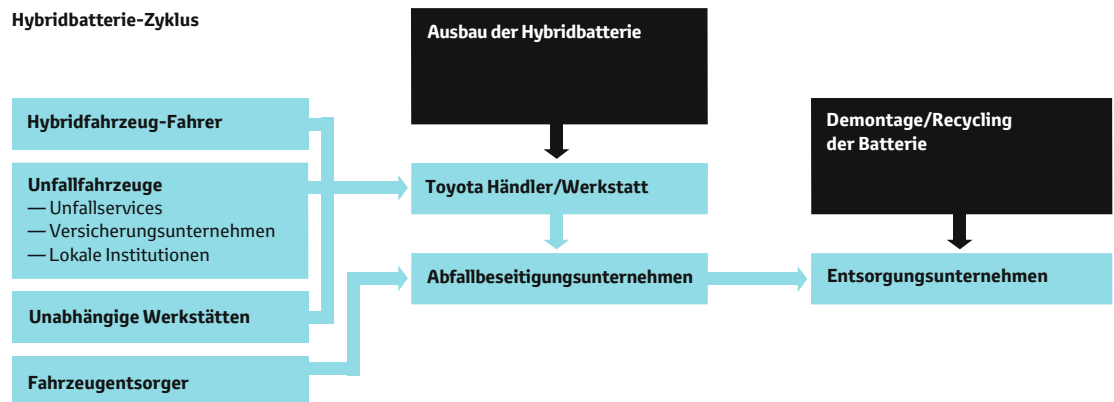 Hybridbatterie-Zyklus
Ausbau der Hybridbatterie
Hybridfahrzeug-Fahrer
Demontage/Recycling
der Batterie
Unfallfahrzeuge
— Unfallservices
— Versicherungsunternehmen
— Lokale Institutionen
Toyota Händler/Werkstatt
Abfallbeseitigungsunternehmen
Entsorgungsunternehmen
Unabhängige Werkstätten
Fahrzeugentsorger